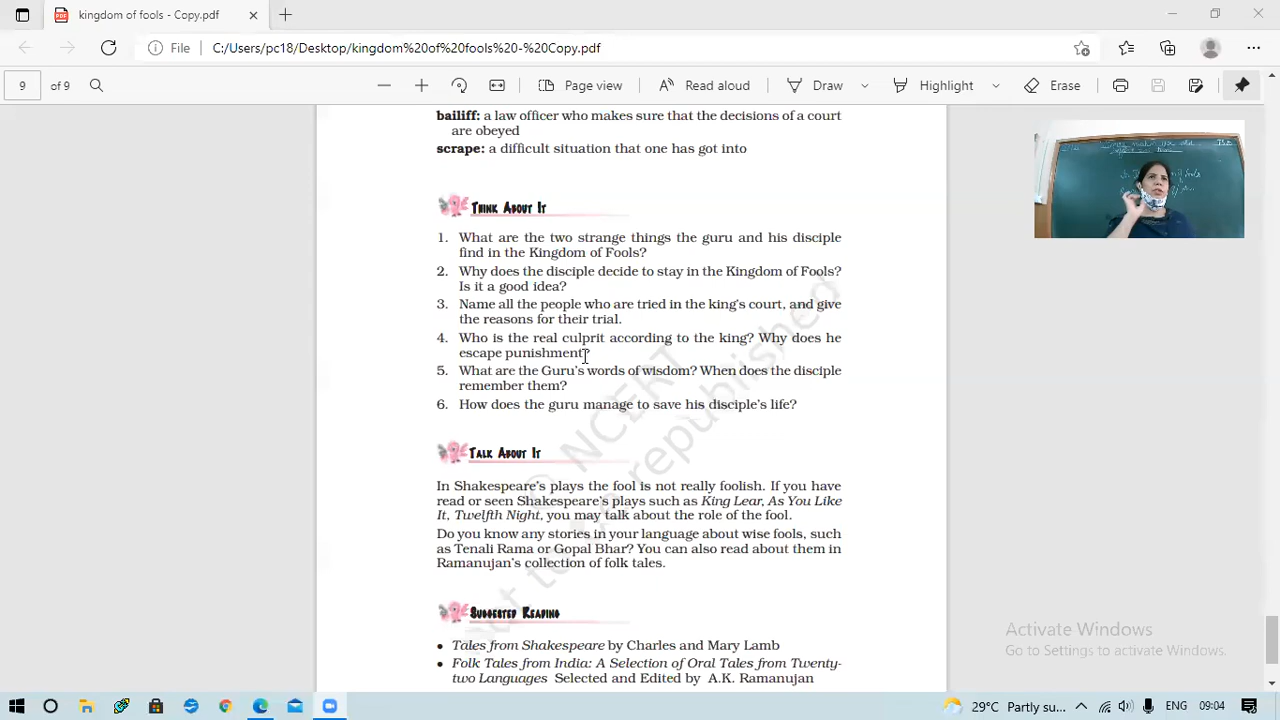 kingdom of fools - Copy.pdf
File C:/Users/pc18/Desktop/kingdom%20of%20fools%20-%20Copy.pdf
9 of 9 Page view Read aloud Draw Highlight Erase
bailiff: a law officer who makes sure that the decisions of a court
are obeyed
scrape: a difficult situation that one has got into
THINK ABOUT IT
1. What are the two strange things the guru and his disciple
find in the Kingdom of Fools?
2. Why does the disciple decide to stay in the Kingdom of Fools?
Is it a good idea?
3. Name all the people who are tried in the king's court, and give
the reasons for their trial.
4. Who is the real culprit according to the king? Why does he
escape punishment?
5. What are the Guru's words of wisdom? When does the disciple
remember them?
6. How does the guru manage to save his disciple's life?
TALK ABOUT IT
In Shakespeare's plays the fool is not really foolish. If you have
read or seen Shakespeare's plays such as King Lear, As You Like
It, Twelfth Night, you may talk about the role of the fool.
Do you know any stories in your language about wise fools, such
as Tenali Rama or Gopal Bhar? You can also read about them in
Ramanujan's collection of folk tales.
SUGGESTED READING
• Tales from Shakespeare by Charles and Mary Lamb
• Folk Tales from India: A Selection of Oral Tales from Twenty-
two Languages Selected and Edited by A.K. Ramanujan
© NCERT
not to be republished
Activate Windows
Go to Settings to activate Windows.
29°C Partly su... ENG 09:04